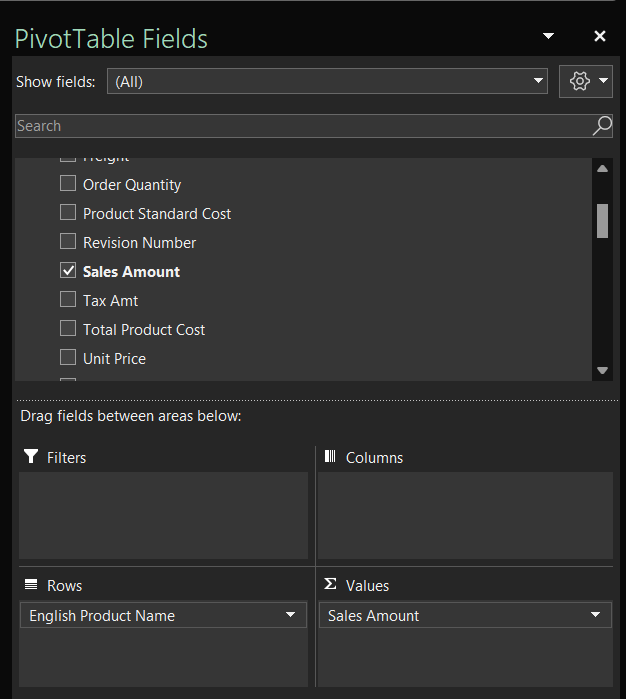 PivotTable Fields
Show fields: (All)
Search
Freight
Order Quantity
Product Standard Cost
Revision Number
Sales Amount
Tax Amt
Total Product Cost
Unit Price
Drag fields between areas below:
Filters
Columns
Rows
Σ Values
English Product Name
Sales Amount